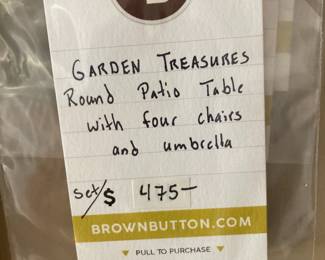 GARDEN TREASURES
Round Patio Table
with four chairs
and umbrella
set/$ 475—
BROWNBUTTON.COM
▼ PULL TO PURCHASE ▼